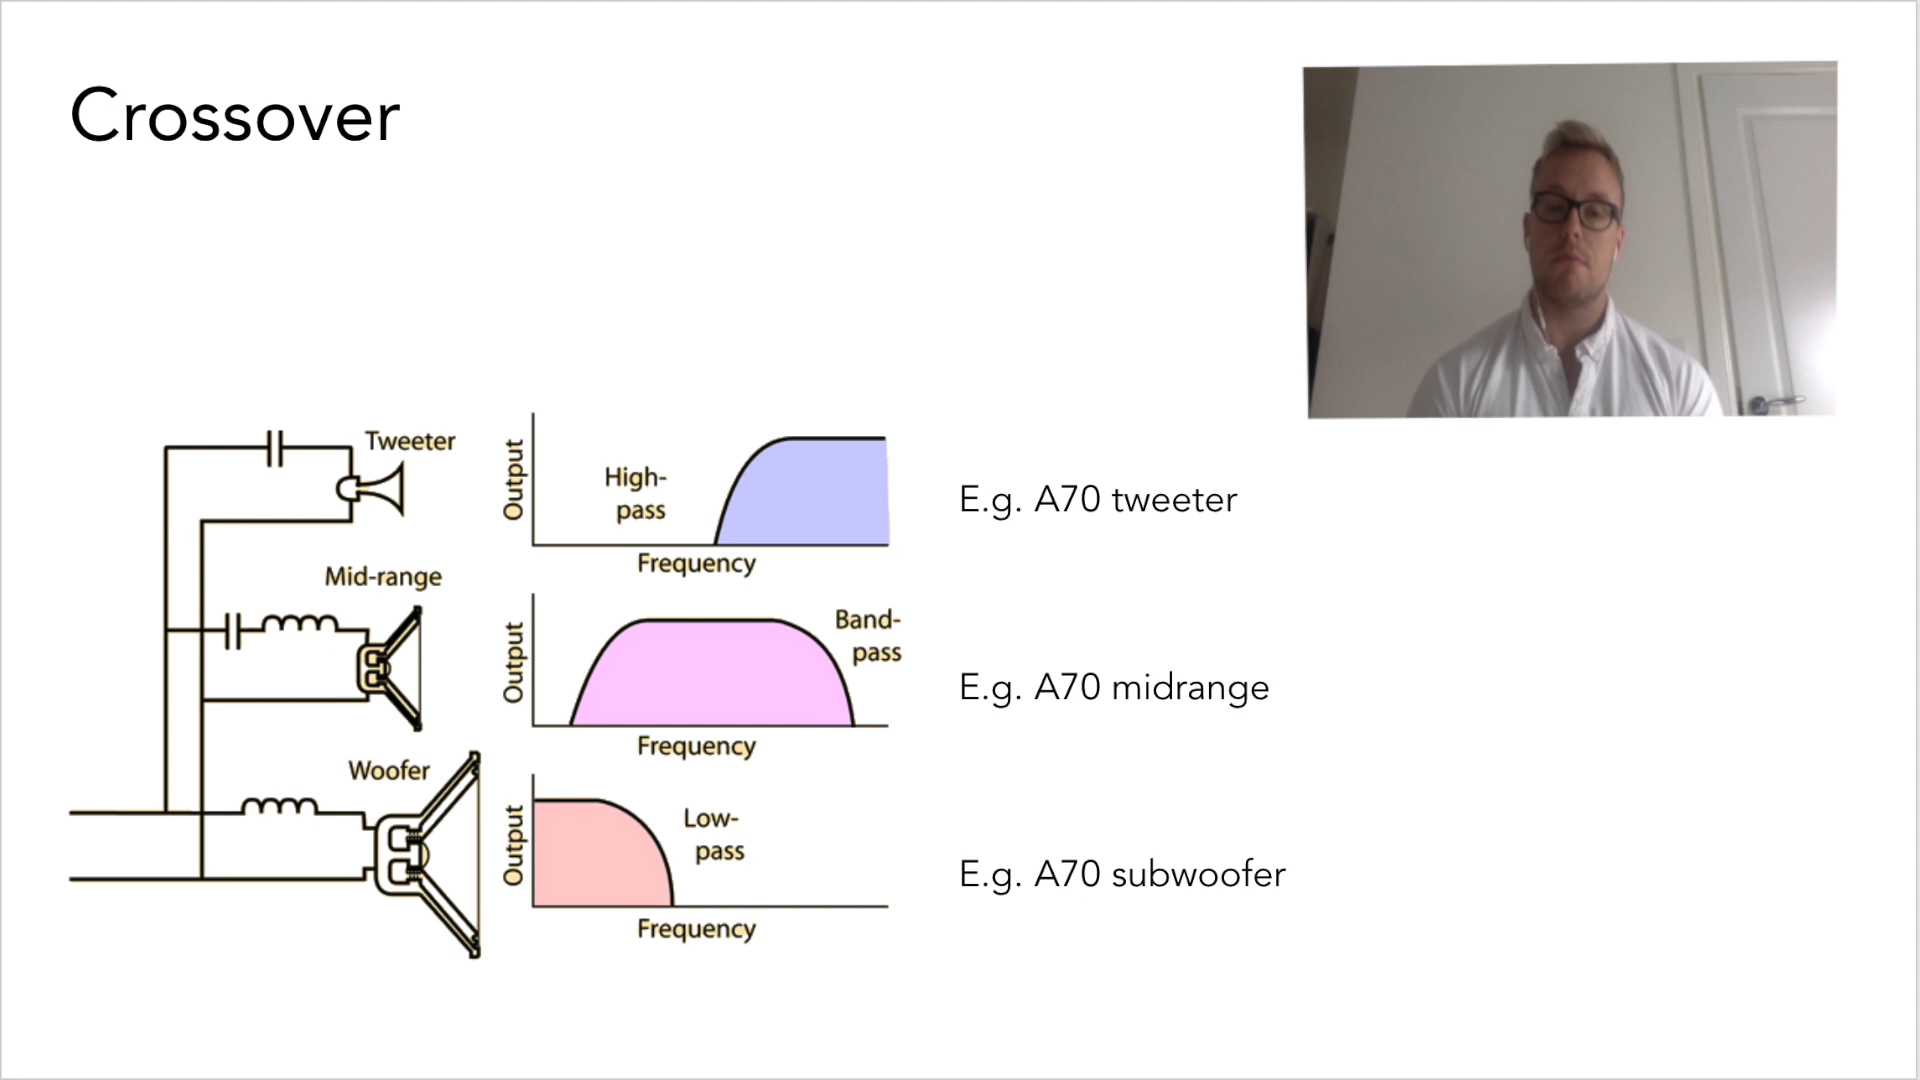 Crossover
Tweeter
Output
High-
pass
Frequency
E.g. A70 tweeter
Mid-range
Output
Band-
pass
Frequency
E.g. A70 midrange
Woofer
Output
Low-
pass
Frequency
E.g. A70 subwoofer